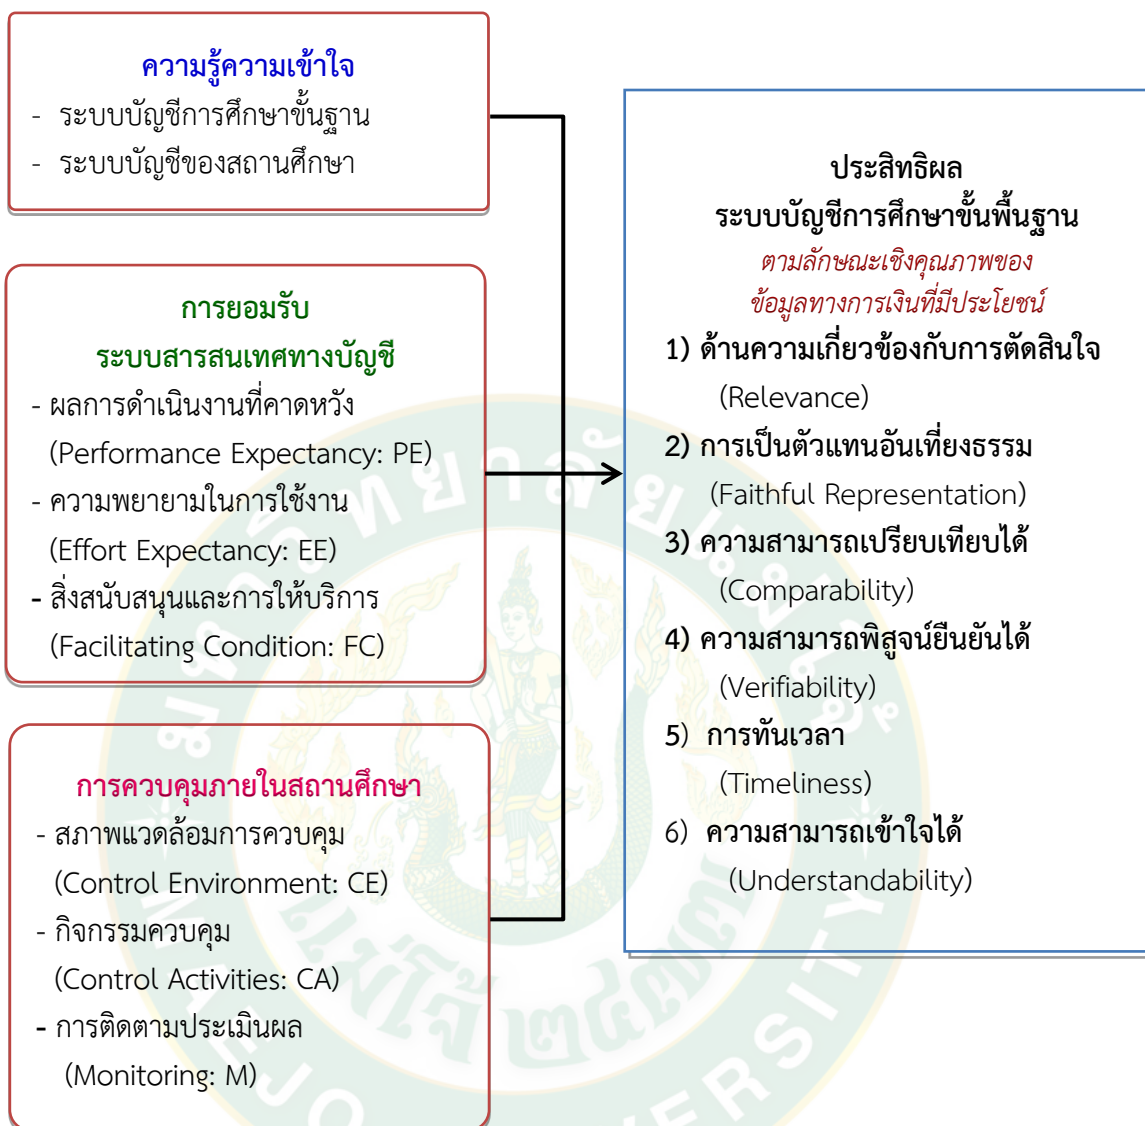 ความรู้ความเข้าใจ
- ระบบบัญชีการศึกษาขั้นฐาน
- ระบบบัญชีของสถานศึกษา
การยอมรับ
ระบบสารสนเทศทางบัญชี
- ผลการดำเนินงานที่คาดหวัง
(Performance Expectancy: PE)
- ความพยายามในการใช้งาน
(Effort Expectancy: EE)
- สิ่งสนับสนุนและการให้บริการ
(Facilitating Condition: FC)
การควบคุมภายในสถานศึกษา
- สภาพแวดล้อมการควบคุม
(Control Environment: CE)
- กิจกรรมควบคุม
(Control Activities: CA)
- การติดตามประเมินผล
(Monitoring: M)
ประสิทธิผล
ระบบบัญชีการศึกษาขั้นพื้นฐาน
ตามลักษณะเชิงคุณภาพของ
ข้อมูลทางการเงินที่มีประโยชน์
1) ด้านความเกี่ยวข้องกับการตัดสินใจ
(Relevance)
2) การเป็นตัวแทนอันเที่ยงธรรม
(Faithful Representation)
3) ความสามารถเปรียบเทียบได้
(Comparability)
4) ความสามารถพิสูจน์ยืนยันได้
(Verifiability)
5) การทันเวลา
(Timeliness)
6) ความสามารถเข้าใจได้
(Understandability)
มหาวิทยาลัยแม่โจ้
แม่โจ้ ๒๔๗๗